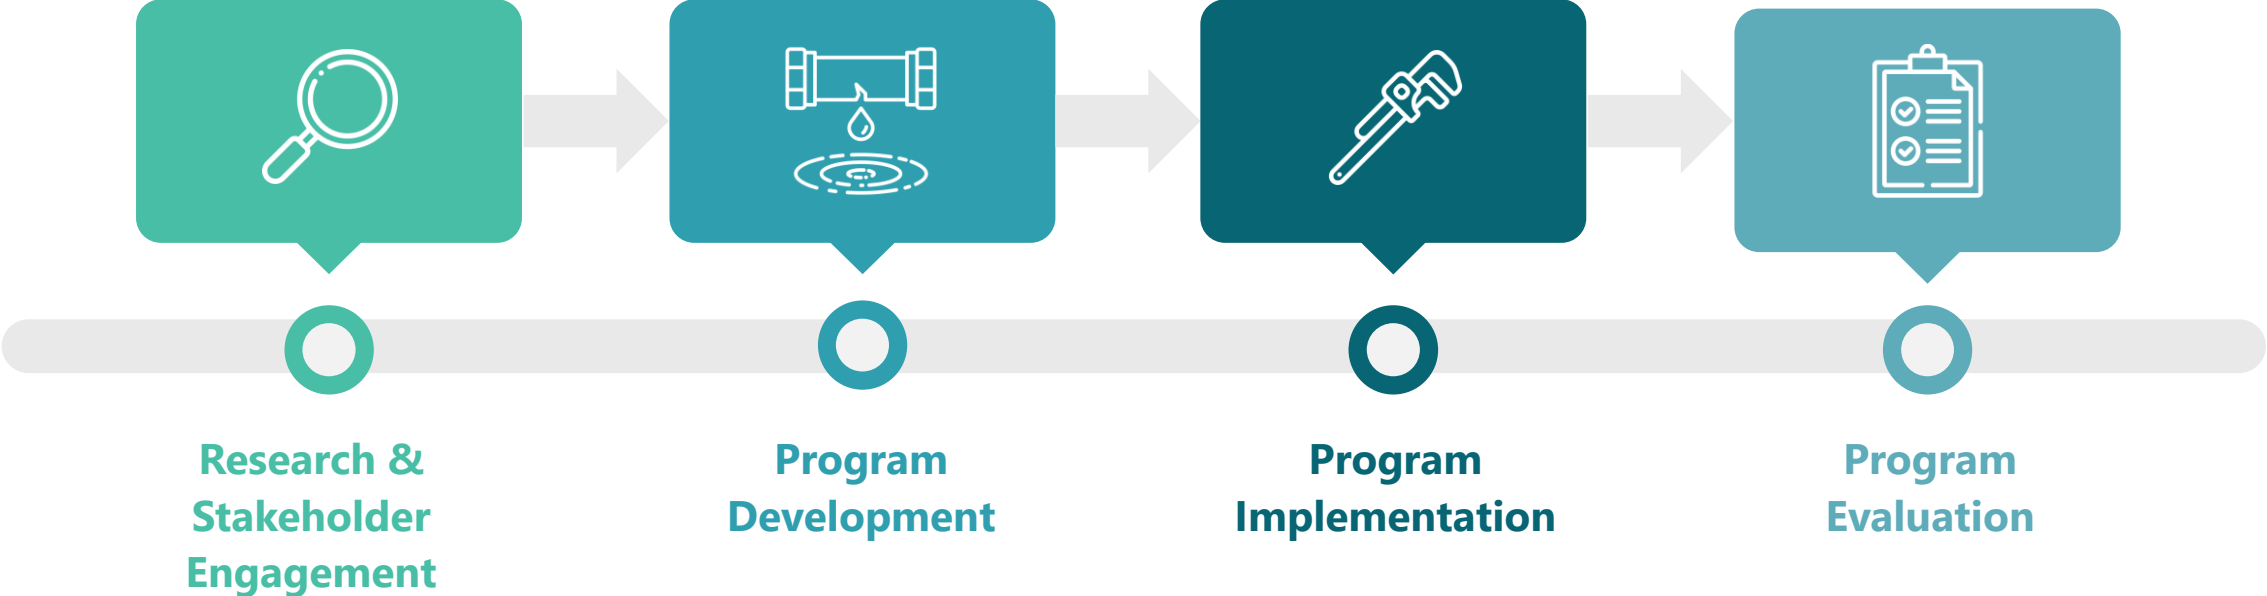 Research &
Stakeholder
Engagement
Program
Development
Program
Implementation
Program
Evaluation